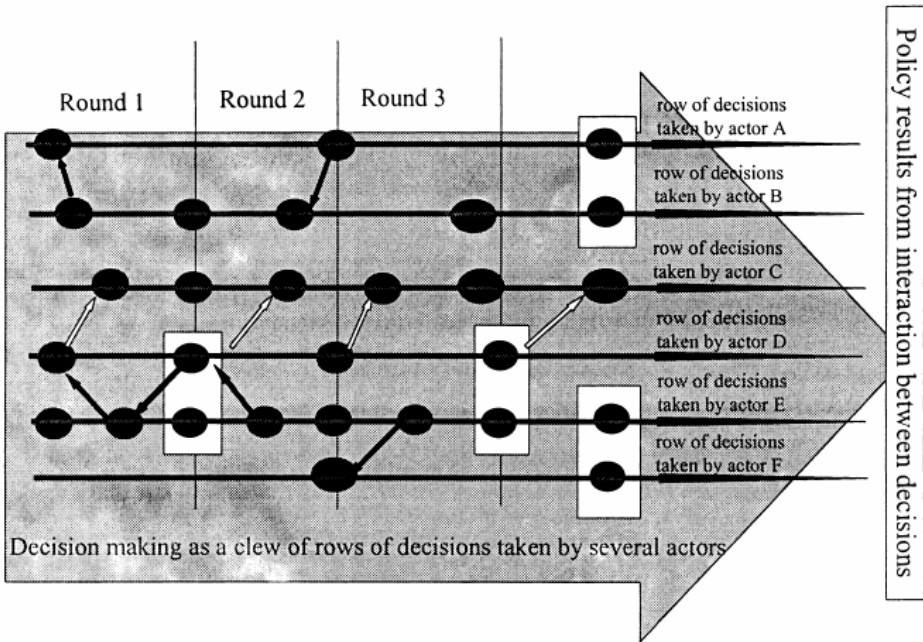 Round 1
Round 2
Round 3
row of decisions
taken by actor A
row of decisions
taken by actor B
row of decisions
taken by actor C
row of decisions
taken by actor D
row of decisions
taken by actor E
row of decisions
taken by actor F
Decision making as a clew of rows of decisions taken by several actors
Policy results from interaction between decisions